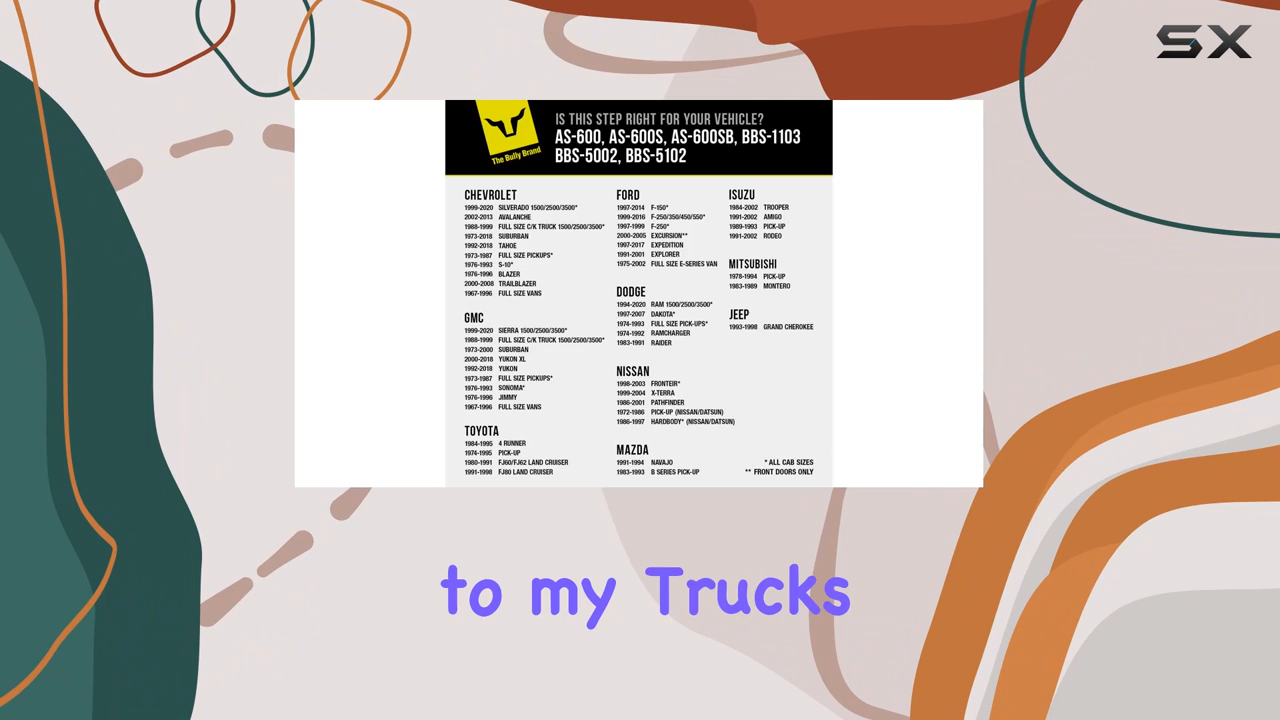 SX
The Bully Brand
IS THIS STEP RIGHT FOR YOUR VEHICLE?
AS-600, AS-600S, AS-600SB, BBS-1103
BBS-5002, BBS-5102
CHEVROLET
1999-2020 SILVERADO 1500/2500/3500*
2002-2013 AVALANCHE
1988-1999 FULL SIZE C/K TRUCK 1500/2500/3500*
1973-2018 SUBURBAN
1992-2018 TAHOE
1973-1987 FULL SIZE PICKUPS*
1976-1993 S-10*
1976-1996 BLAZER
2000-2008 TRAILBLAZER
1967-1996 FULL SIZE VANS
GMC
1999-2020 SIERRA 1500/2500/3500*
1988-1999 FULL SIZE C/K TRUCK 1500/2500/3500*
1973-2000 SUBURBAN
2000-2018 YUKON XL
1992-2018 YUKON
1973-1987 FULL SIZE PICKUPS*
1976-1993 SONOMA*
1976-1996 JIMMY
1967-1996 FULL SIZE VANS
TOYOTA
1984-1995 4 RUNNER
1974-1995 PICK-UP
1980-1991 FJ60/FJ62 LAND CRUISER
1991-1998 FJ80 LAND CRUISER
FORD
1997-2014 F-150*
1999-2016 F-250/350/450/550*
1997-1999 F-250*
2000-2005 EXCURSION**
1997-2017 EXPEDITION
1991-2001 EXPLORER
1975-2002 FULL SIZE E-SERIES VAN
DODGE
1994-2020 RAM 1500/2500/3500*
1997-2007 DAKOTA*
1974-1993 FULL SIZE PICK-UPS*
1974-1992 RAMCHARGER
1983-1991 RAIDER
NISSAN
1998-2003 FRONTEIR*
1999-2004 X-TERRA
1986-2001 PATHFINDER
1972-1986 PICK-UP (NISSAN/DATSUN)
1986-1997 HARDBODY* (NISSAN/DATSUN)
MAZDA
1991-1994 NAVAJO
1983-1993 B SERIES PICK-UP
ISUZU
1984-2002 TROOPER
1991-2002 AMIGO
1989-1993 PICK-UP
1991-2002 RODEO
MITSUBISHI
1978-1994 PICK-UP
1983-1989 MONTERO
JEEP
1993-1998 GRAND CHEROKEE
* ALL CAB SIZES
** FRONT DOORS ONLY
to my Trucks